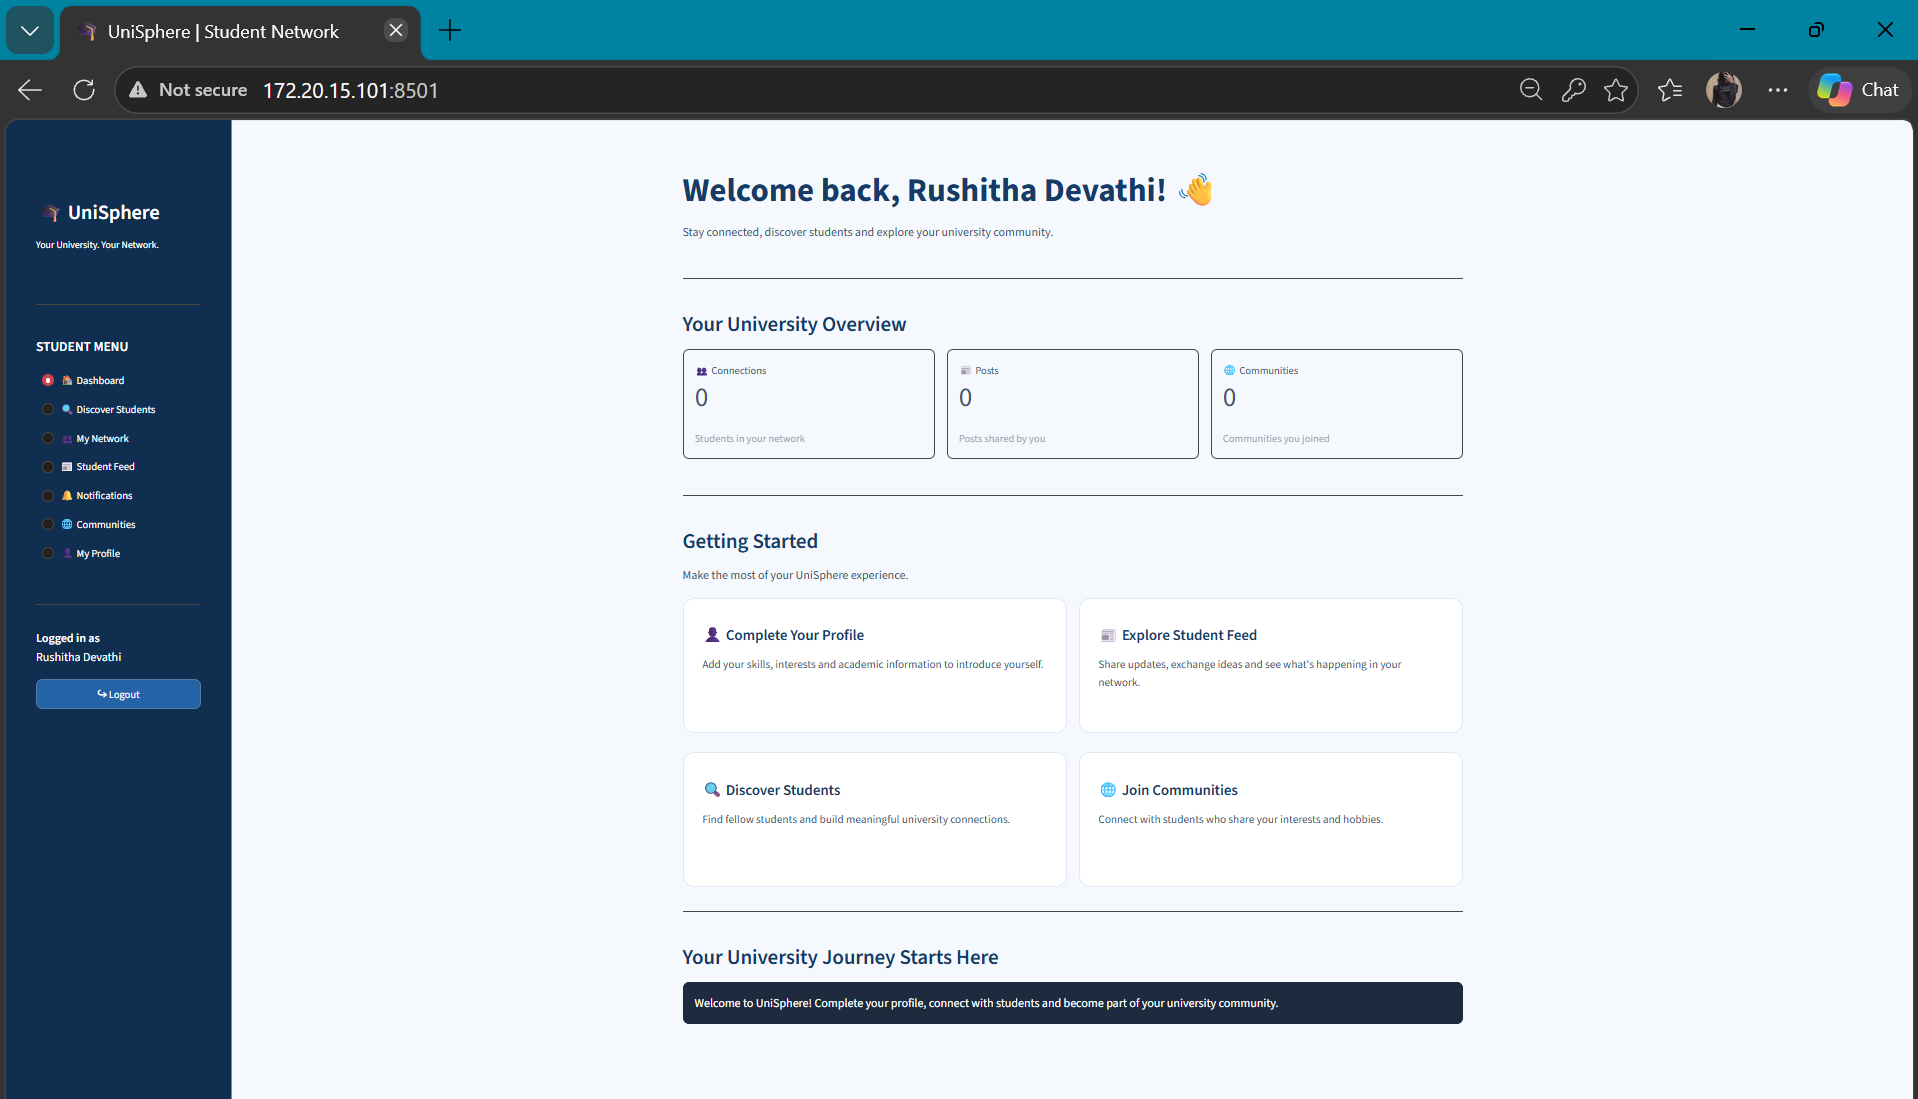 UniSphere | Student Network
Not secure 172.20.15.101:8501
Chat
UniSphere
Your University. Your Network.
STUDENT MENU
Dashboard
Discover Students
My Network
Student Feed
Notifications
Communities
My Profile
Logged in as
Rushitha Devathi
Logout
Welcome back, Rushitha Devathi! 👋
Stay connected, discover students and explore your university community.
Your University Overview
Connections
0
Students in your network
Posts
0
Posts shared by you
Communities
0
Communities you joined
Getting Started
Make the most of your UniSphere experience.
Complete Your Profile
Add your skills, interests and academic information to introduce yourself.
Explore Student Feed
Share updates, exchange ideas and see what's happening in your
network.
Discover Students
Find fellow students and build meaningful university connections.
Join Communities
Connect with students who share your interests and hobbies.
Your University Journey Starts Here
Welcome to UniSphere! Complete your profile, connect with students and become part of your university community.